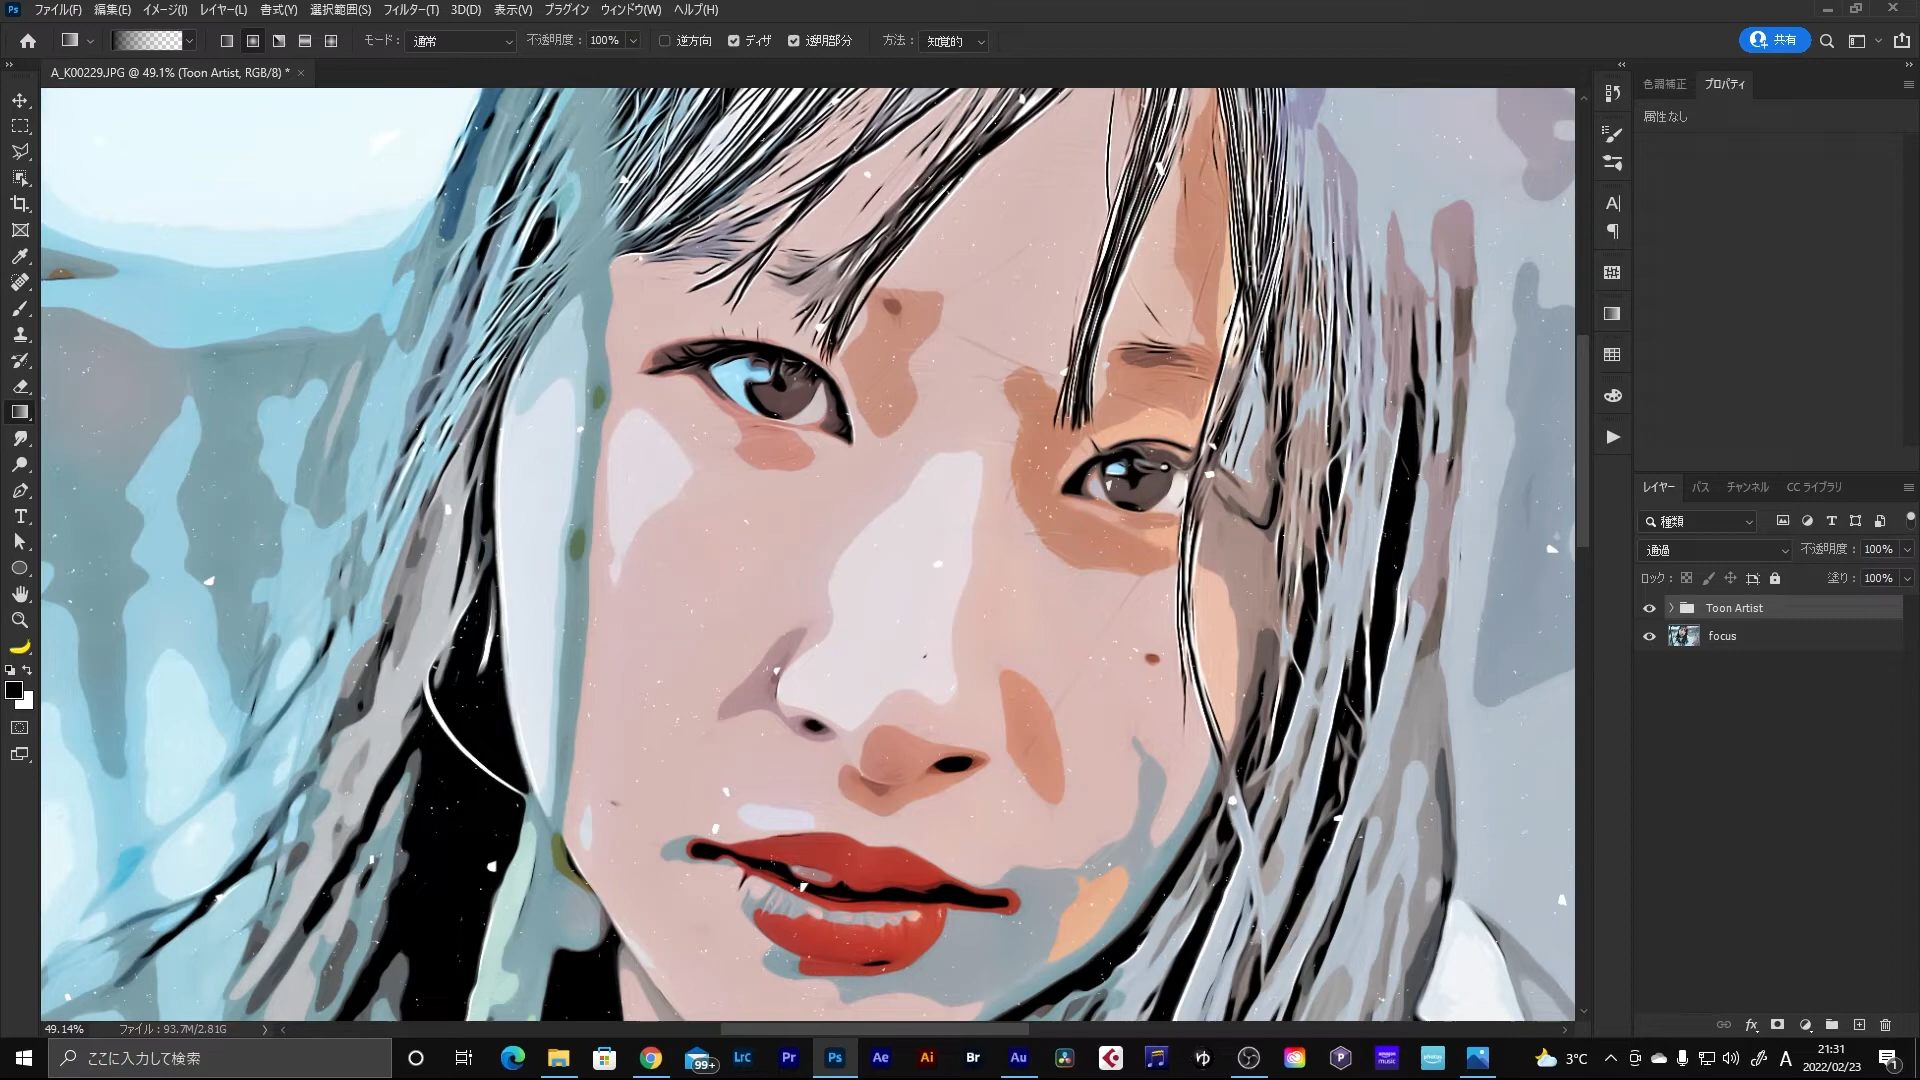 Ps ファイル(F) 編集(E) イメージ(I) レイヤー(L) 書式(Y) 選択範囲(S) フィルター(T) 3D(D) 表示(V) プラグイン ウィンドウ(W) ヘルプ(H)
モード： 通常 不透明度： 100% 逆方向 ディザ 透明部分 方法： 知覚的 共有
A_K00229.JPG @ 49.1% (Toon Artist, RGB/8) * ×
色調補正 プロパティ
属性なし
レイヤー パス チャンネル CC ライブラリ
種類
通過 不透明度： 100%
ロック： 塗り： 100%
Toon Artist
focus
49.14% ファイル：93.7M/2.81G
ここに入力して検索
99+ LrC Pr Ps Ae Ai Br Au
P amazon music
3°C A 21:31
2022/02/23
1